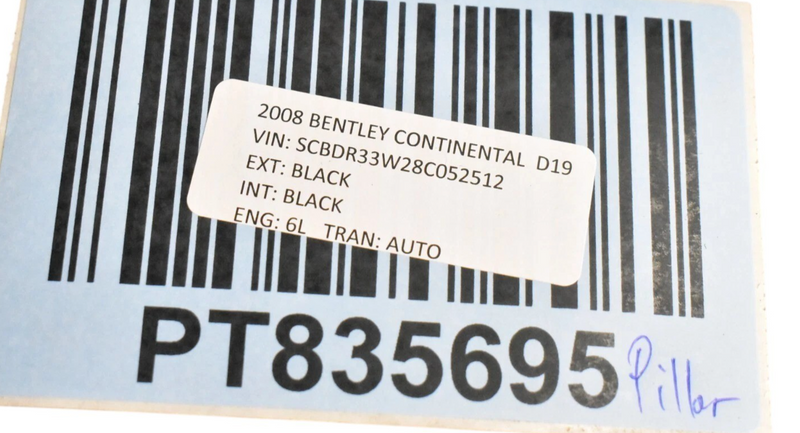 2008 BENTLEY CONTINENTAL D19
VIN: SCBDR33W28C052512
EXT: BLACK
INT: BLACK
ENG: 6L TRAN: AUTO
PT835695 Pillar